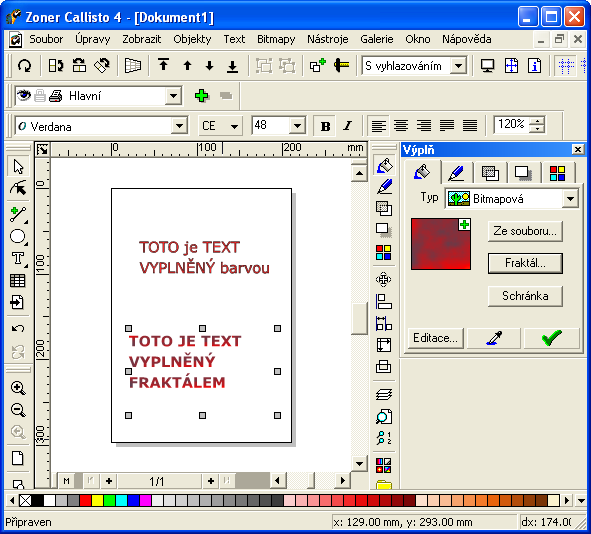 Zoner Callisto 4 - [Dokument1]
Soubor Úpravy Zobrazit Objekty Text Bitmapy Nástroje Galerie Okno Nápověda
S vyhlazováním
Hlavní
Verdana CE 48 B I 120%
0 100 200 mm
Výplň
Typ Bitmapová
Ze souboru...
Fraktál...
Schránka
Editace...
0
100
200
300
TOTO je TEXT
VYPLNĚNÝ barvou
TOTO JE TEXT
VYPLNĚNÝ
FRAKTÁLEM
M 1/1
Připraven x: 129.00 mm, y: 293.00 mm dx: 174.00